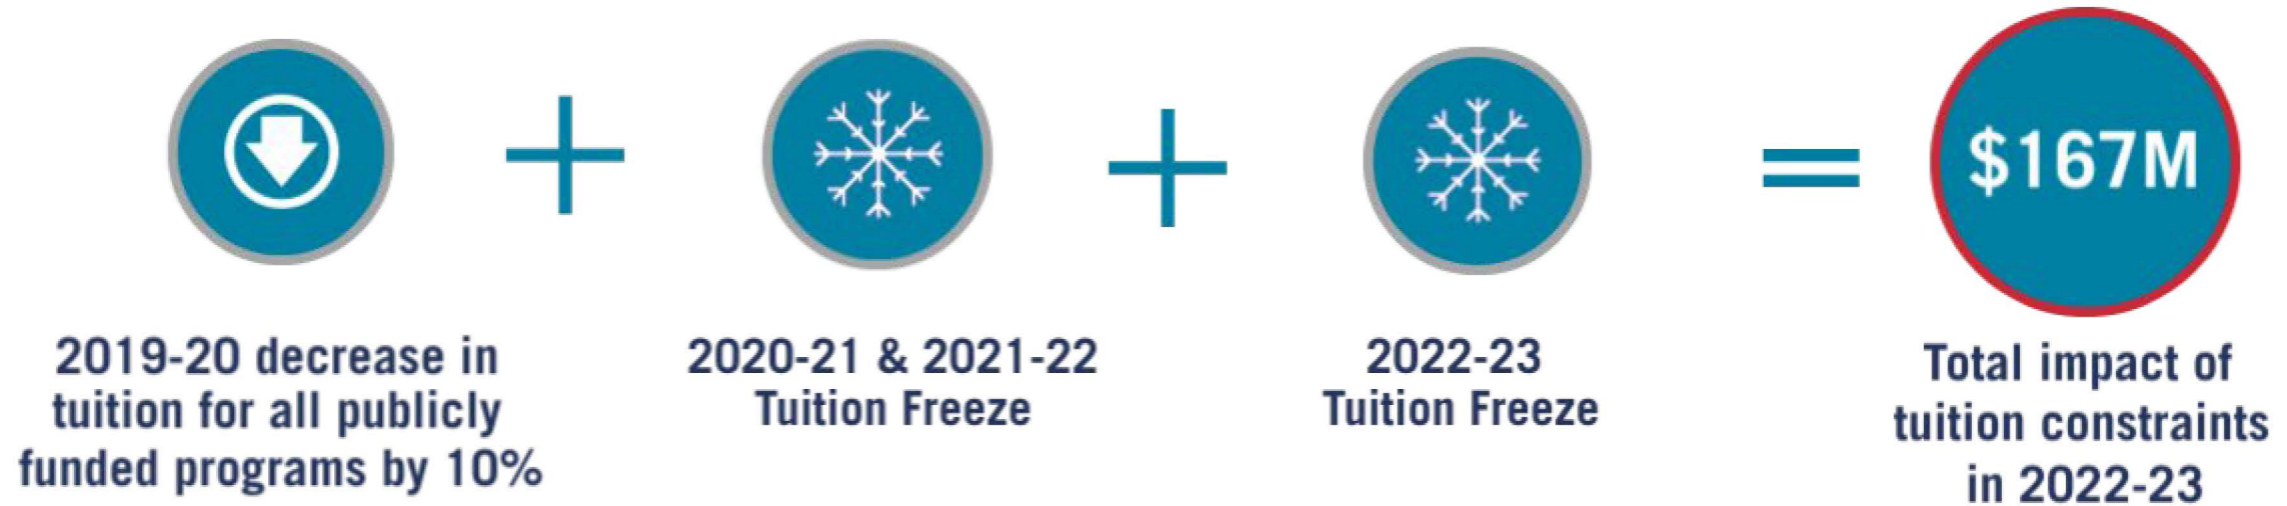 2019-20 decrease in
tuition for all publicly
funded programs by 10%
+
2020-21 & 2021-22
Tuition Freeze
+
2022-23
Tuition Freeze
=
$167M
Total impact of
tuition constraints
in 2022-23